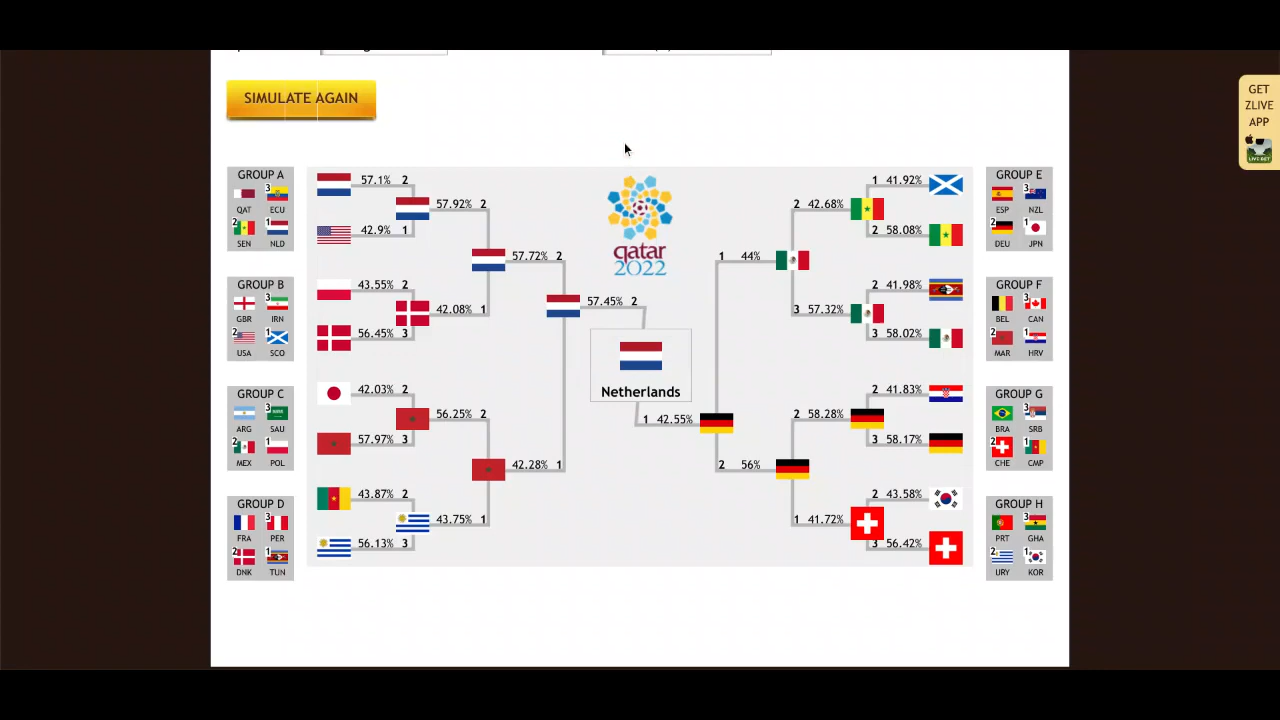 SIMULATE AGAIN
GET
ZLIVE
APP
LIVE BET
GROUP A
3
QAT ECU
2 1
SEN NLD
GROUP B
3
GBR IRN
2 1
USA SCO
GROUP C
3
ARG SAU
2 1
MEX POL
GROUP D
3
FRA PER
2 1
DNK TUN
57.1% 2
57.92% 2
42.9% 1
57.72% 2
43.55% 2
42.08% 1
56.45% 3
57.45% 2
42.03% 2
56.25% 2
57.97% 3
42.28% 1
43.87% 2
43.75% 1
56.13% 3
qatar
2022
Netherlands
1 42.55%
1 41.92%
2 42.68%
2 58.08%
1 44%
2 41.98%
3 57.32%
3 58.02%
2 41.83%
2 58.28%
3 58.17%
2 56%
2 43.58%
1 41.72%
3 56.42%
GROUP E
3
ESP NZL
2 1
DEU JPN
GROUP F
3
BEL CAN
2 1
MAR HRV
GROUP G
3
BRA SRB
2 1
CHE CMP
GROUP H
3
PRT GHA
2 1
URY KOR